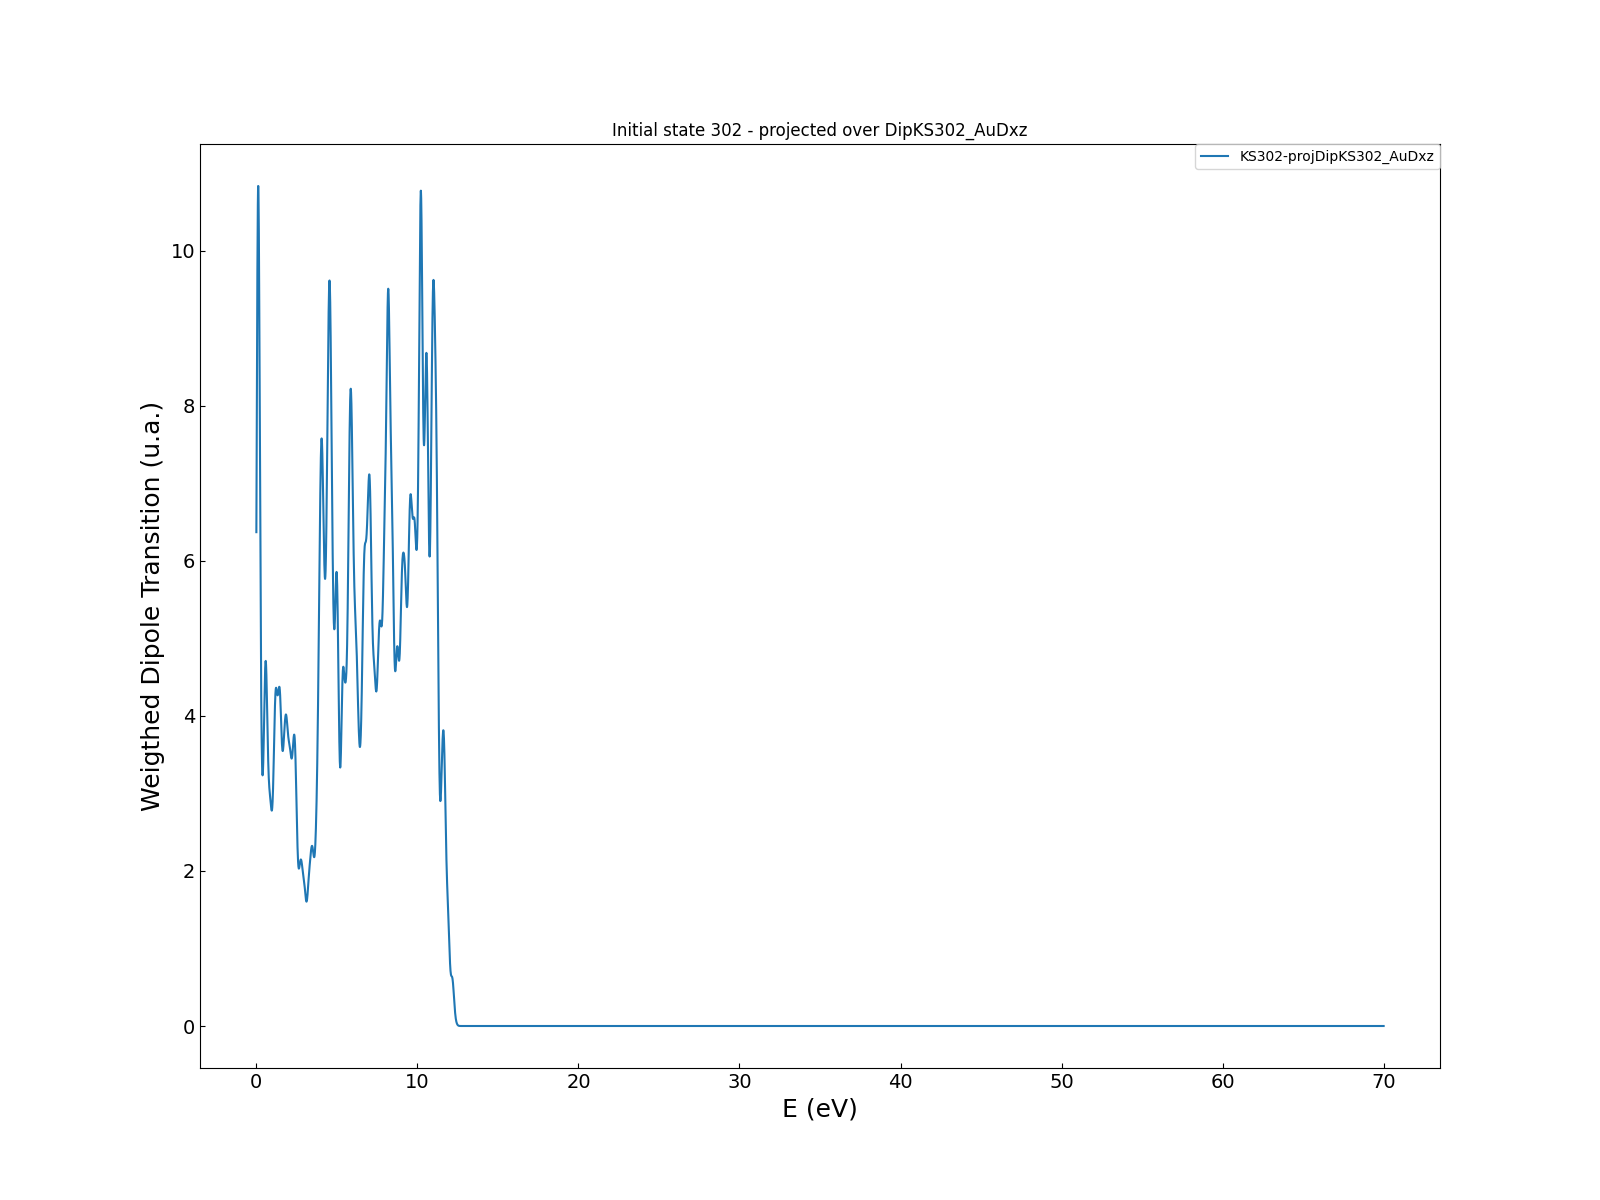 Initial state 302 - projected over DipKS302_AuDxz
KS302-projDipKS302_AuDxz
Weigthed Dipole Transition (u.a.)
10
8
6
4
2
0
0 10 20 30 40 50 60 70
E (eV)